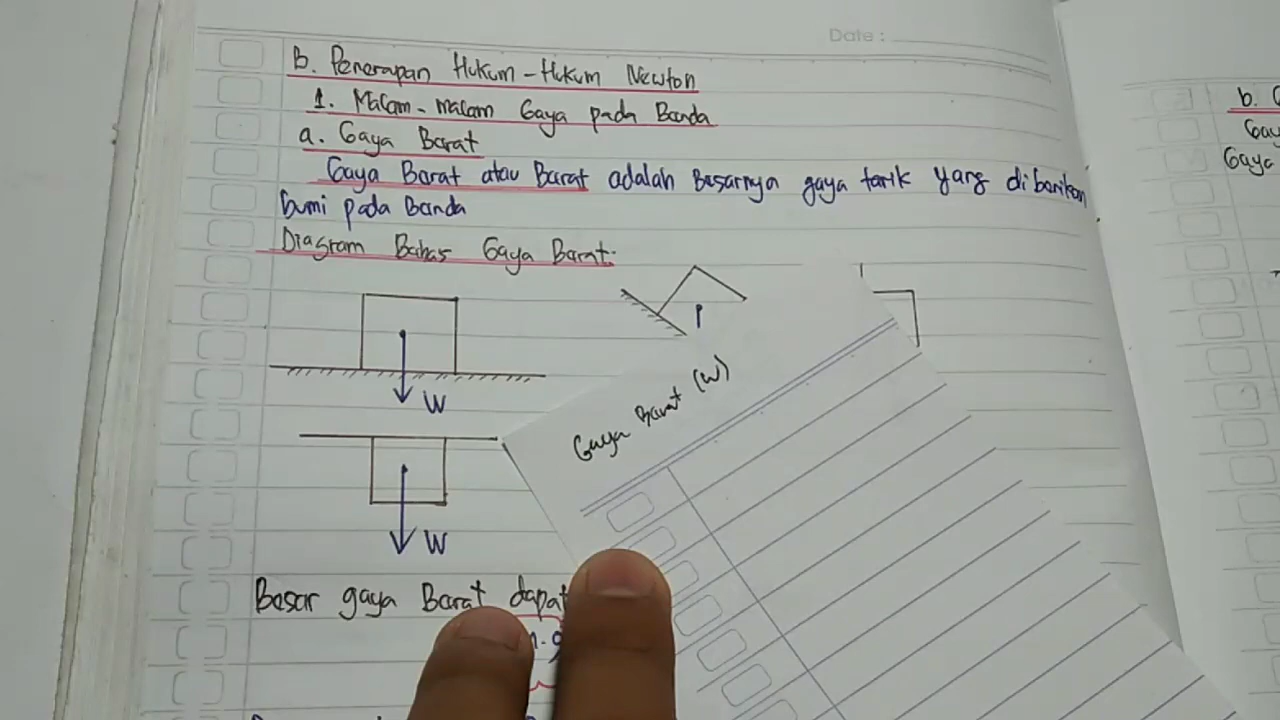 Date :
B. Penerapan Hukum-Hukum Newton
1. Macam-macam Gaya pada Benda
a. Gaya Berat
Gaya Berat atau Berat adalah Besarnya gaya tarik yang diberikan
bumi pada Benda
Diagram Bebas Gaya Berat.
W
W
Besar gaya Berat dapat
Gaya Berat (W)
b.
Gaya